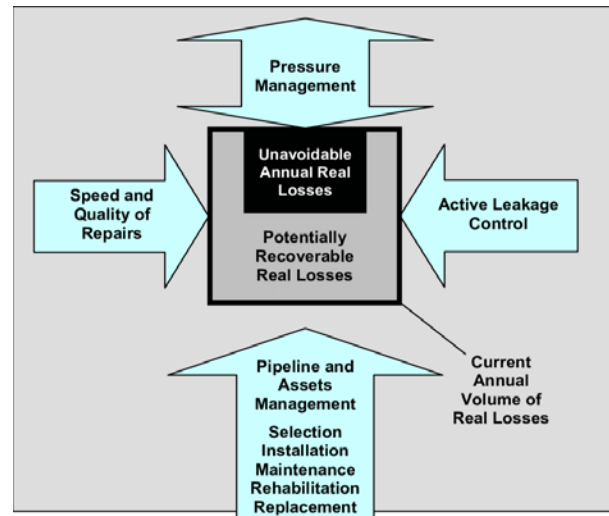 Pressure
Management
Unavoidable
Annual Real
Losses
Speed and
Quality of
Repairs
Active Leakage
Control
Potentially
Recoverable
Real Losses
Pipeline and
Assets
Management
Selection
Installation
Maintenance
Rehabilitation
Replacement
Current
Annual
Volume of
Real Losses